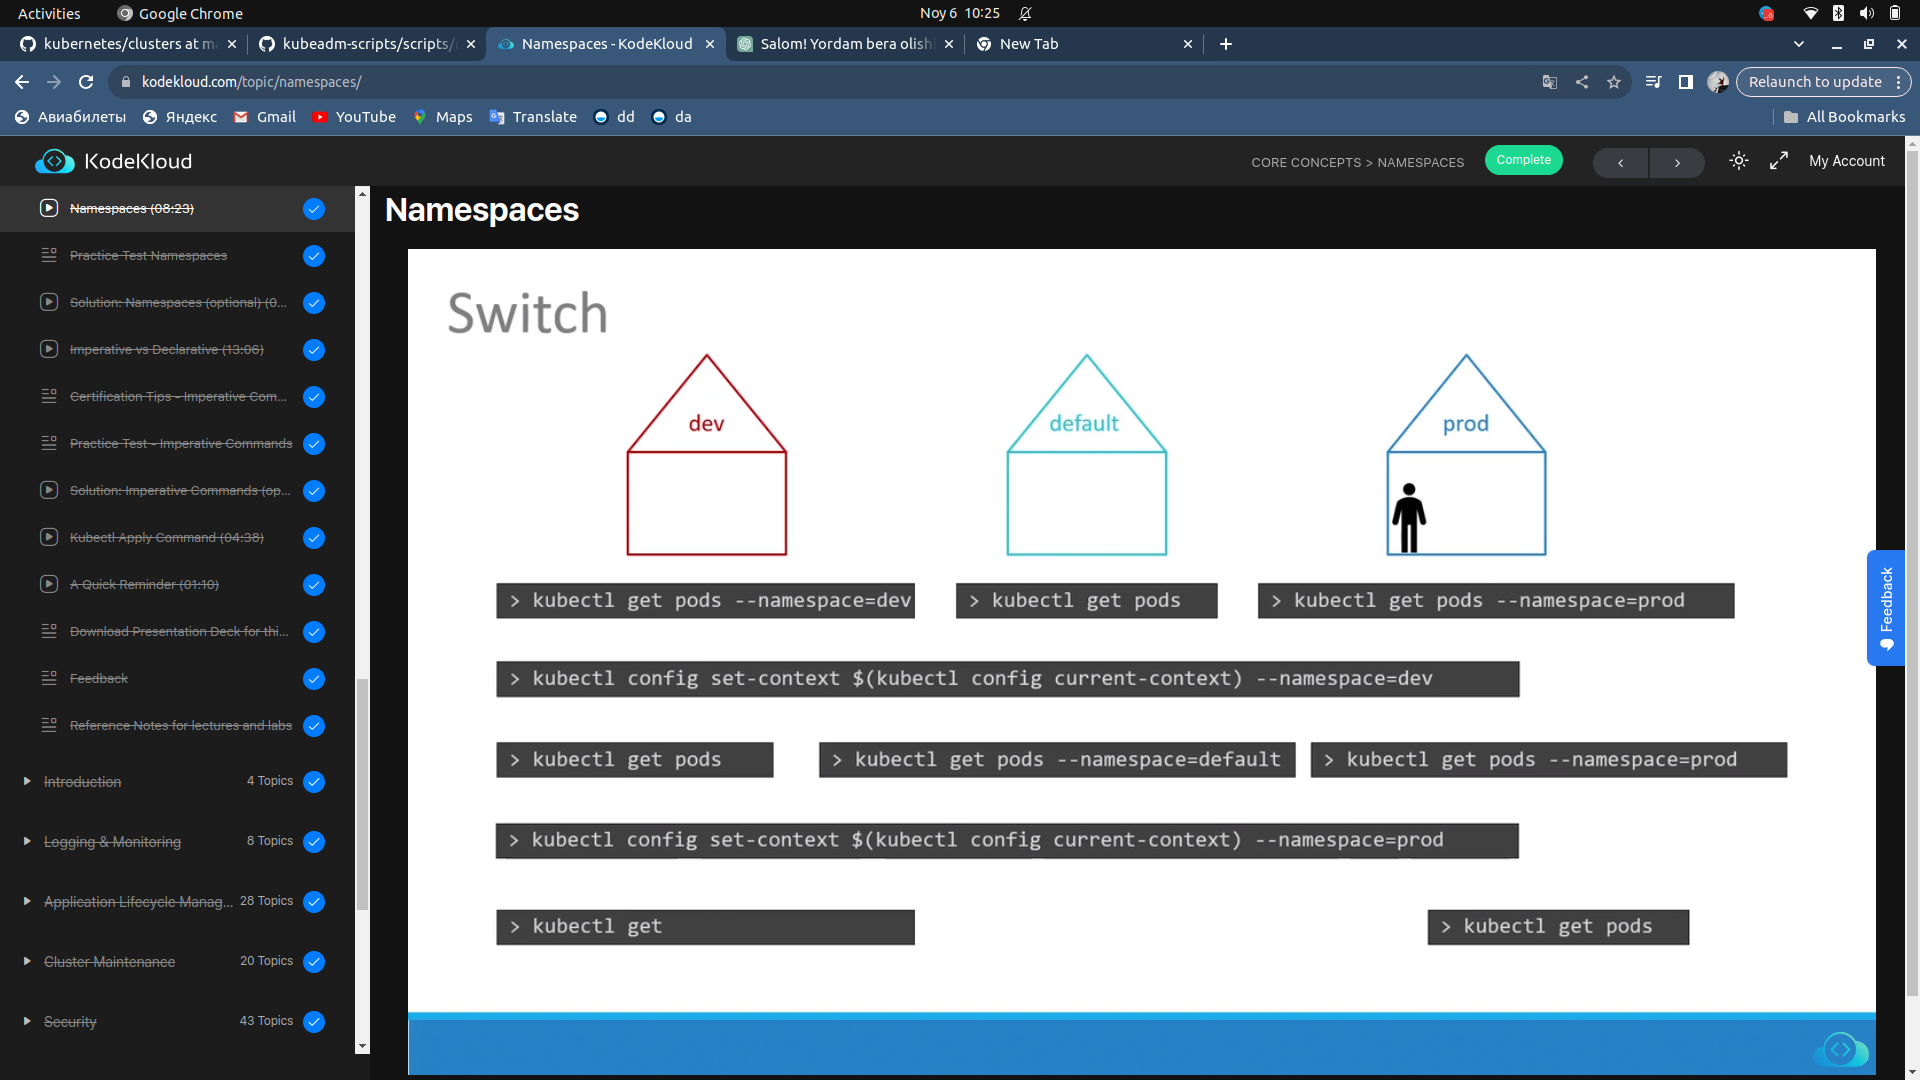 Activities
Google Chrome
Noy 6 10:25
kubernetes/clusters at ma
kubeadm-scripts/scripts/
Namespaces - KodeKloud
Salom! Yordam bera olish
New Tab
kodekloud.com/topic/namespaces/
Relaunch to update
Авиабилеты
Яндекс
Gmail
YouTube
Maps
Translate
dd
da
All Bookmarks
KodeKloud
CORE CONCEPTS > NAMESPACES
Complete
My Account
Namespaces (08:23)
Practice Test Namespaces
Solution: Namespaces (optional) (0...
Imperative vs Declarative (13:06)
Certification Tips - Imperative Com...
Practice Test - Imperative Commands
Solution: Imperative Commands (op...
Kubectl Apply Command (04:38)
A Quick Reminder (01:10)
Download Presentation Deck for thi...
Feedback
Reference Notes for lectures and labs
Introduction 4 Topics
Logging & Monitoring 8 Topics
Application Lifecycle Manag... 28 Topics
Cluster Maintenance 20 Topics
Security 43 Topics
Namespaces
Switch
dev
default
prod
> kubectl get pods --namespace=dev
> kubectl get pods
> kubectl get pods --namespace=prod
> kubectl config set-context $(kubectl config current-context) --namespace=dev
> kubectl get pods
> kubectl get pods --namespace=default
> kubectl get pods --namespace=prod
> kubectl config set-context $(kubectl config current-context) --namespace=prod
> kubectl get
> kubectl get pods
Feedback